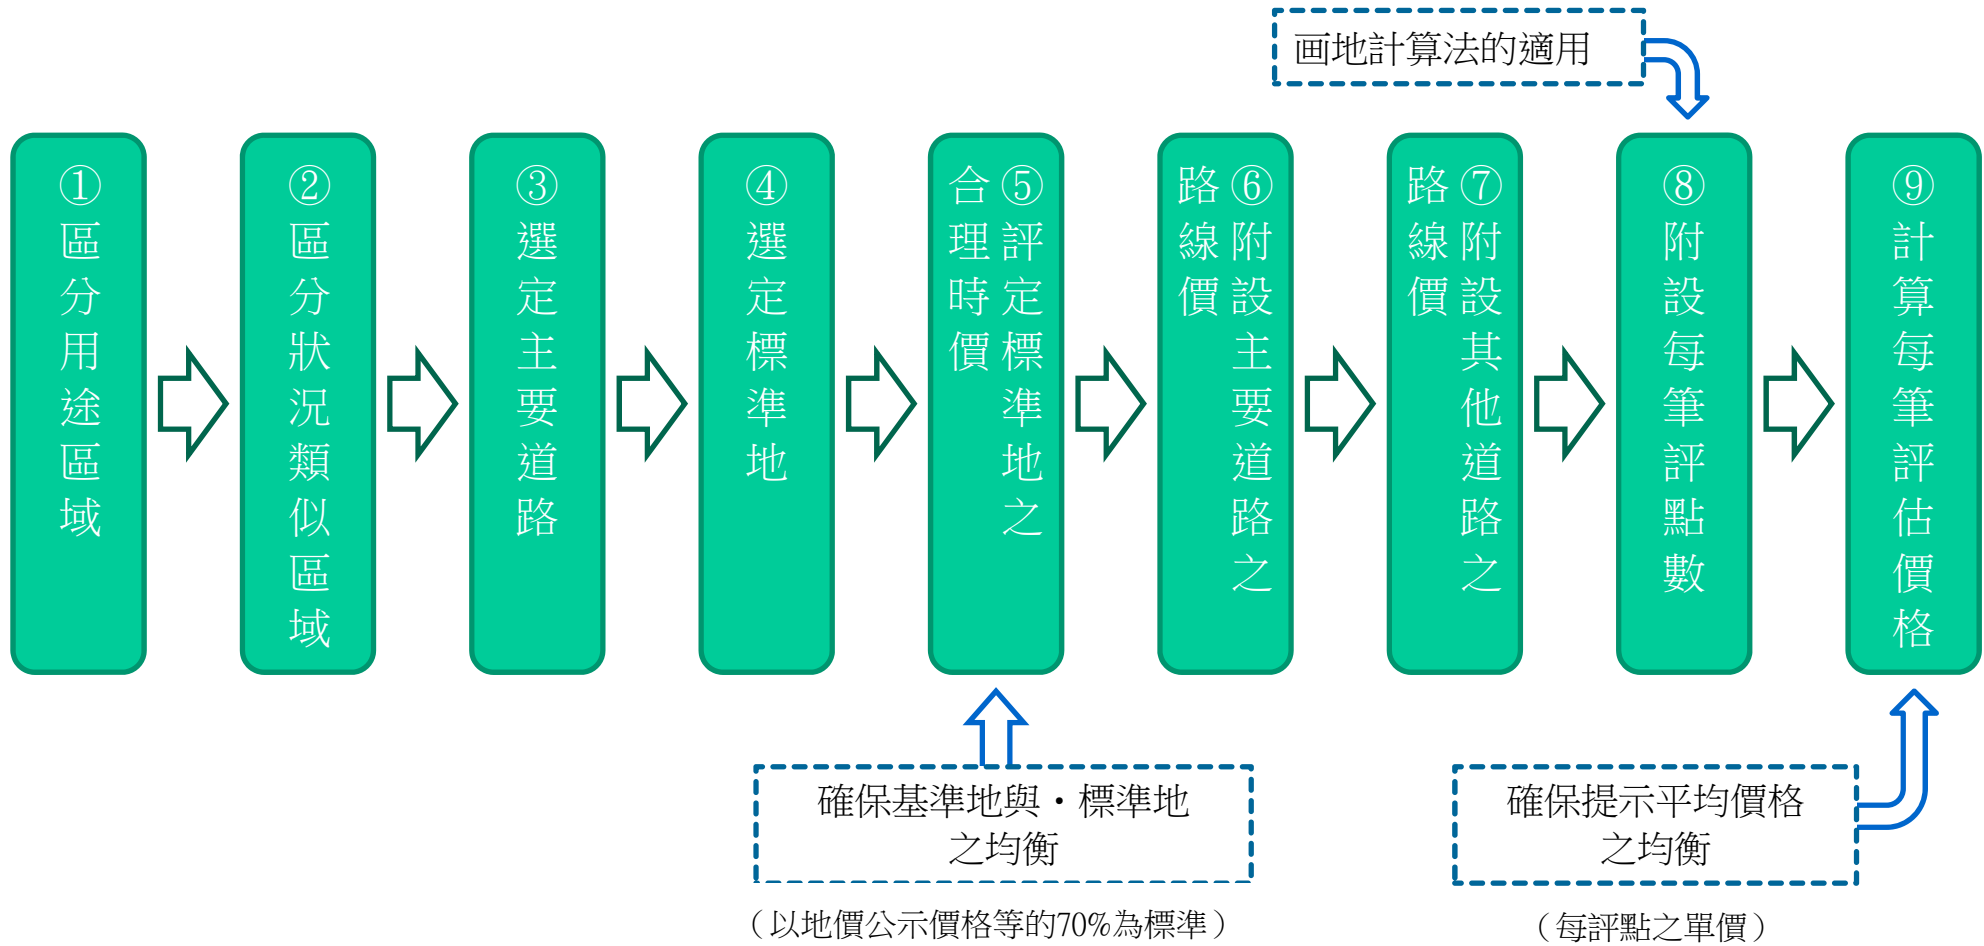 画地計算法的適用
①區分用途區域
②區分狀況類似區域
③選定主要道路
④選定標準地
⑤評定標準地之
合理時價
⑥附設主要道路之
路線價
⑦附設其他道路之
路線價
⑧附設每筆評點數
⑨計算每筆評估價格
確保基準地與・標準地
之均衡
（以地價公示價格等的70%為標準）
確保提示平均價格
之均衡
（每評點之單價）